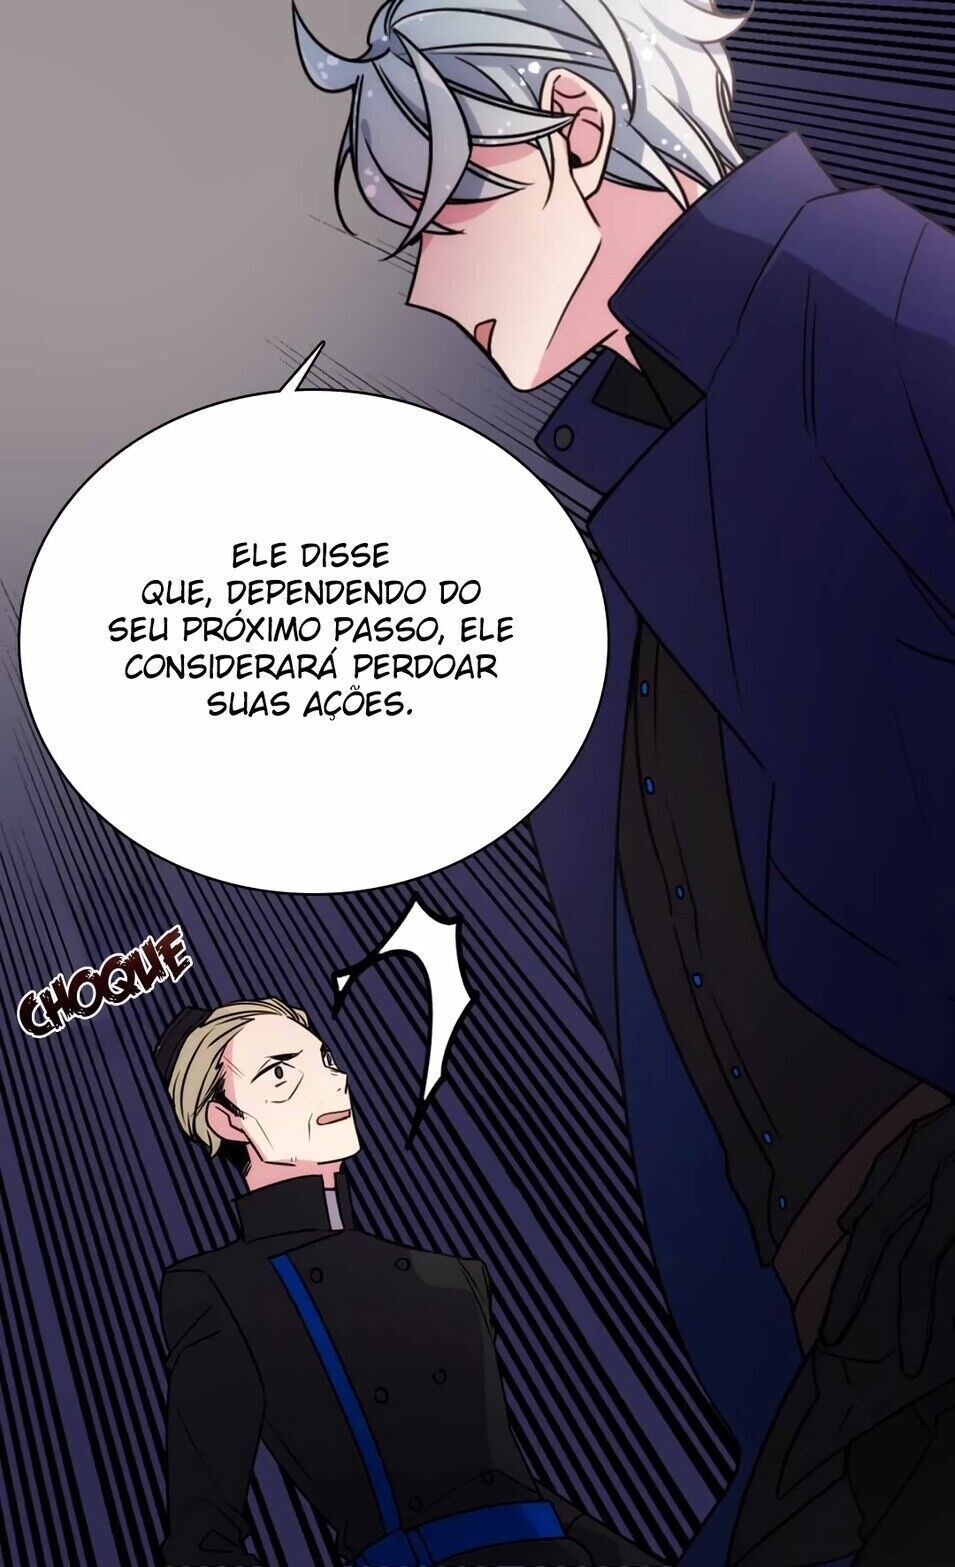 ELE DISSE
QUE, DEPENDENDO DO
SEU PRÓXIMO PASSO, ELE
CONSIDERARÁ PERDOAR
SUAS AÇÕES.
CHOQUE